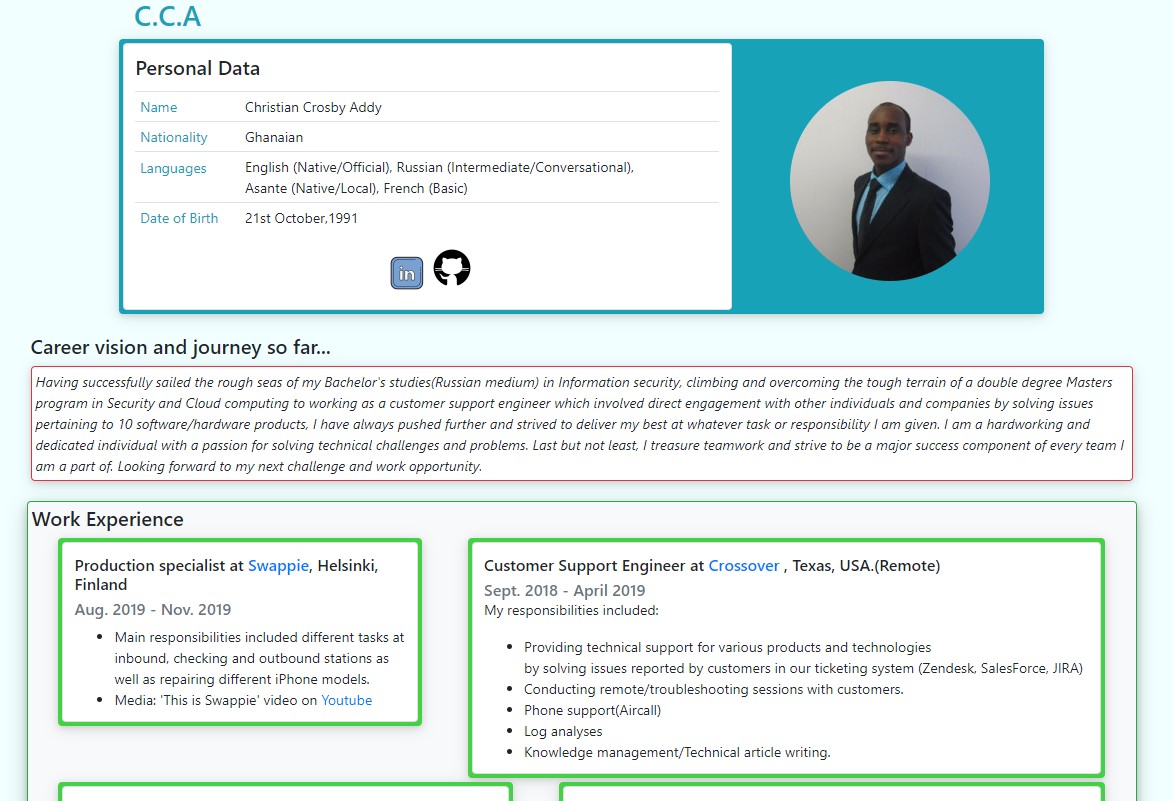 C.C.A
Personal Data
Name Christian Crosby Addy
Nationality Ghanaian
Languages English (Native/Official), Russian (Intermediate/Conversational),
Asante (Native/Local), French (Basic)
Date of Birth 21st October,1991
in
Career vision and journey so far...
Having successfully sailed the rough seas of my Bachelor's studies(Russian medium) in Information security, climbing and overcoming the tough terrain of a double degree Masters
program in Security and Cloud computing to working as a customer support engineer which involved direct engagement with other individuals and companies by solving issues
pertaining to 10 software/hardware products, I have always pushed further and strived to deliver my best at whatever task or responsibility I am given. I am a hardworking and
dedicated individual with a passion for solving technical challenges and problems. Last but not least, I treasure teamwork and strive to be a major success component of every team I
am a part of. Looking forward to my next challenge and work opportunity.
Work Experience
Production specialist at Swappie, Helsinki,
Finland
Aug. 2019 - Nov. 2019
Main responsibilities included different tasks at
inbound, checking and outbound stations as
well as repairing different iPhone models.
Media: 'This is Swappie' video on Youtube
Customer Support Engineer at Crossover , Texas, USA.(Remote)
Sept. 2018 - April 2019
My responsibilities included:
Providing technical support for various products and technologies
by solving issues reported by customers in our ticketing system (Zendesk, SalesForce, JIRA)
Conducting remote/troubleshooting sessions with customers.
Phone support(Aircall)
Log analyses
Knowledge management/Technical article writing.